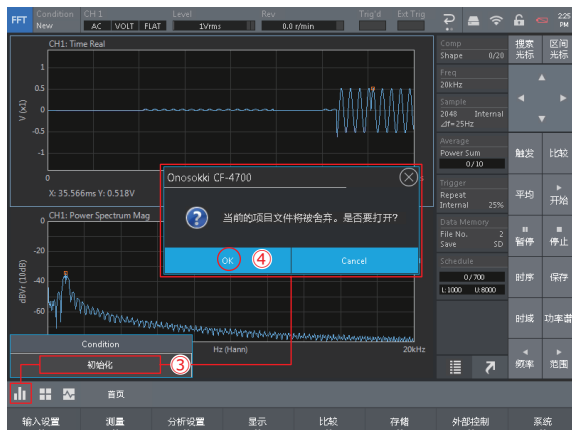 FFT Condition New CH 1 AC VOLT FLAT Level 1Vrms Rev 0.0 r/min Trig'd Ext Trig 2:25 PM
CH1: Time Real
1
0.5
0
-0.5
-1
V (x1)
0
X: 35.566ms Y: 0.518V
CH1: Power Spectrum Mag
0
-20
-40
-60
dBVr (10dB)
Hz (Hann)
20kHz
Onosokki CF-4700
当前的项目文件将被舍弃。是否要打开?
OK ④ Cancel
Condition
初始化 ③
Comp
Shape 0/20
Freq
20kHz
Sample
2048 Internal
⊿f=25Hz
Average
Power Sum
0/10
Trigger
Repeat
Internal 25%
Data Memory
File No. 2
Save SD
Schedule
0/700
L:1000 U:8000
搜索光标 区间光标
触发 比较
平均 开始
暂停 停止
时序 保存
时域 功率谱
频率 范围
首页
输入设置 测量 分析设置 显示 比较 存储 外部控制 系统